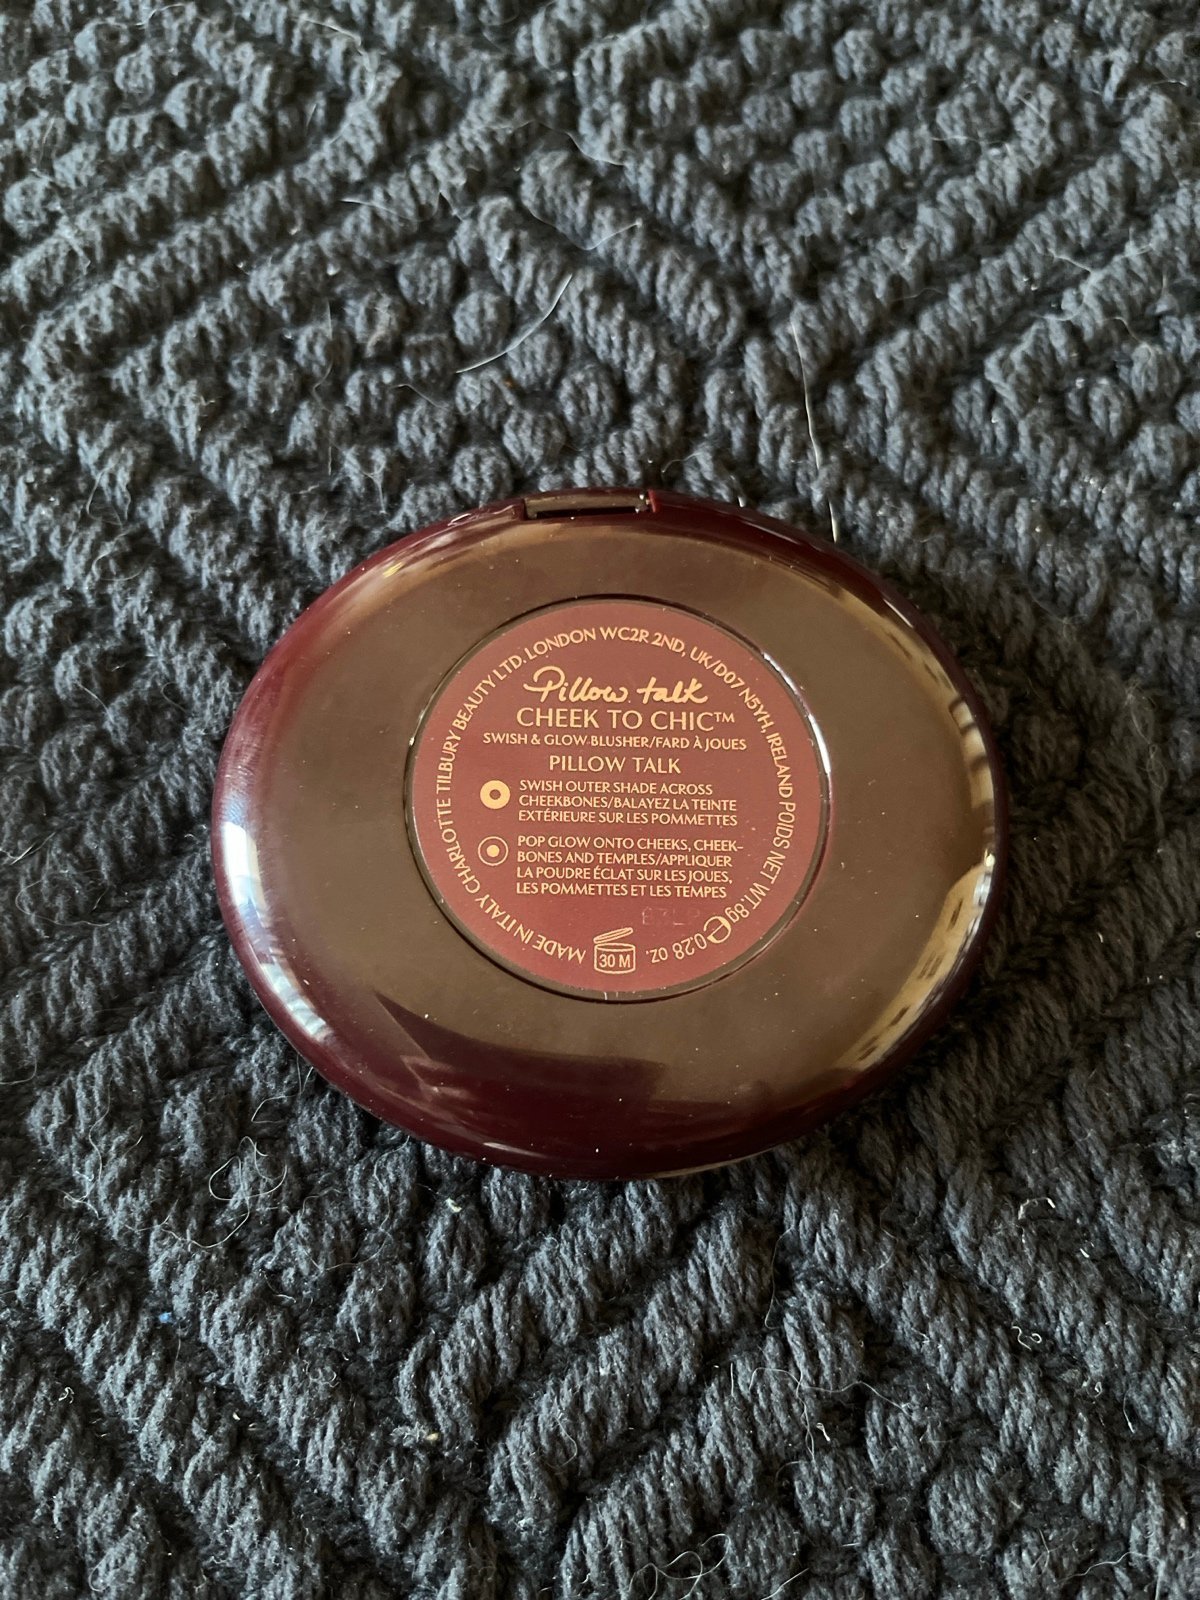 Pillow talk
CHEEK TO CHIC™
SWISH & GLOW BLUSHER/FARD À JOUES
PILLOW TALK
SWISH OUTER SHADE ACROSS
CHEEKBONES/BALAYEZ LA TEINTE
EXTÉRIEURE SUR LES POMMETTES
POP GLOW ONTO CHEEKS, CHEEK-
BONES AND TEMPLES/APPLIQUER
LA POUDRE ÉCLAT SUR LES JOUES,
LES POMMETTES ET LES TEMPES
30 M
MADE IN ITALY CHARLOTTE TILBURY BEAUTY LTD. LONDON WC2R 2ND, UK/D07 N5YH, IRELAND POIDS NET WT. 8g ℮ 0.28 oz.